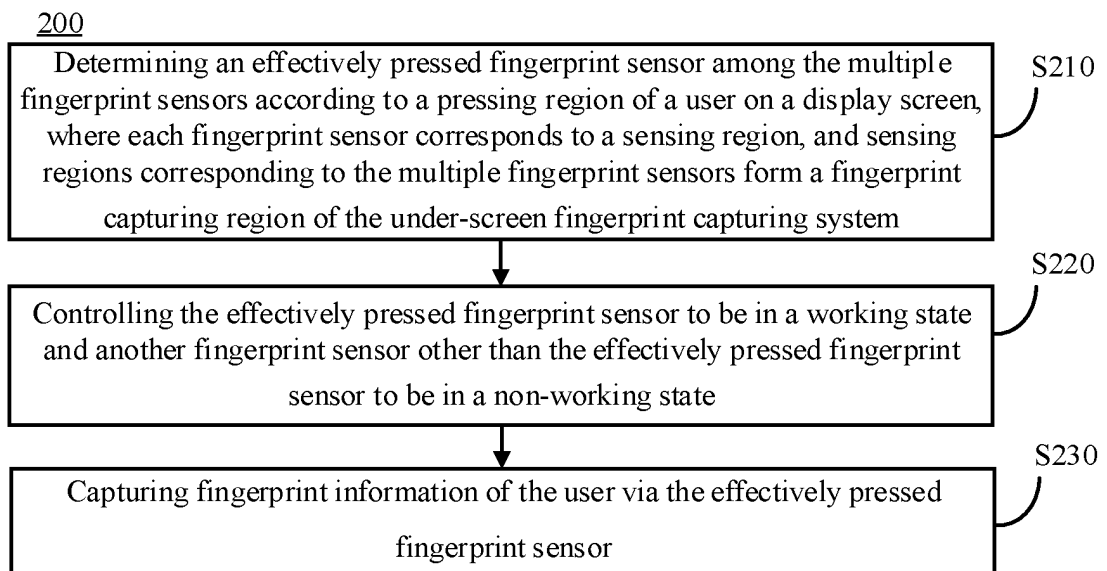 200
Determining an effectively pressed fingerprint sensor among the multiple
fingerprint sensors according to a pressing region of a user on a display screen,
where each fingerprint sensor corresponds to a sensing region, and sensing
regions corresponding to the multiple fingerprint sensors form a fingerprint
capturing region of the under-screen fingerprint capturing system
S210
Controlling the effectively pressed fingerprint sensor to be in a working state
and another fingerprint sensor other than the effectively pressed fingerprint
sensor to be in a non-working state
S220
Capturing fingerprint information of the user via the effectively pressed
fingerprint sensor
S230